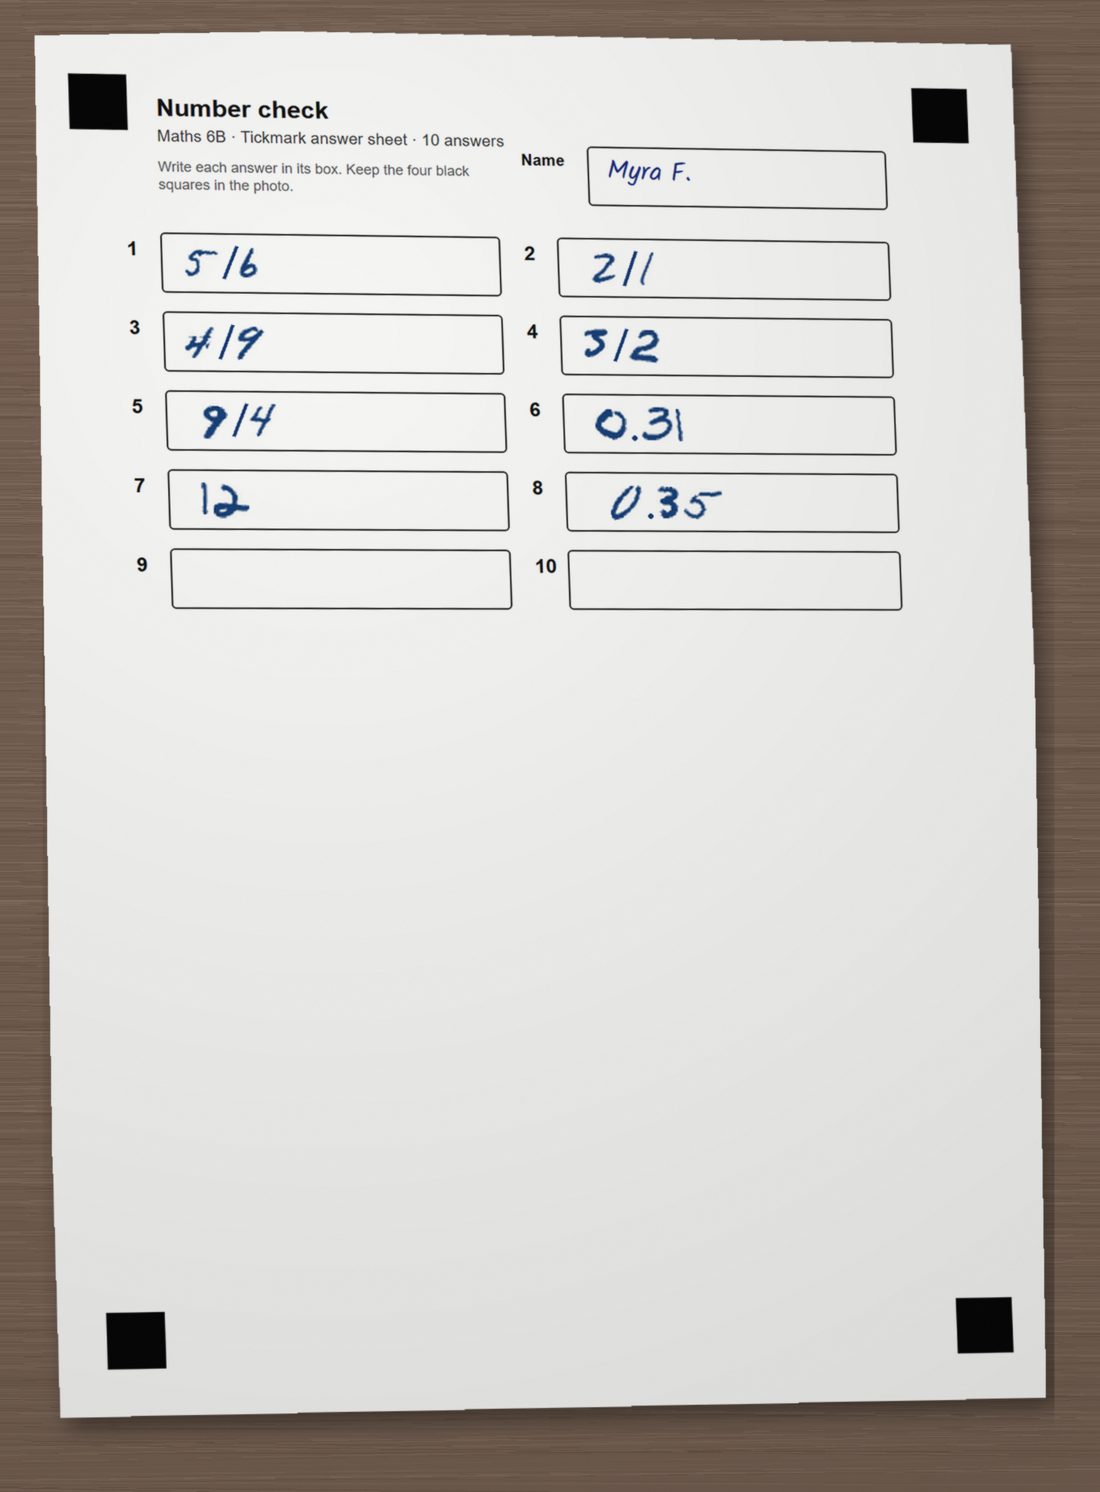 Number check
Maths 6B · Tickmark answer sheet · 10 answers
Write each answer in its box. Keep the four black
squares in the photo.
Name Myra F.
1 5/6
2 2/1
3 4/9
4 3/2
5 9/4
6 0.31
7 12
8 0.35
9
10